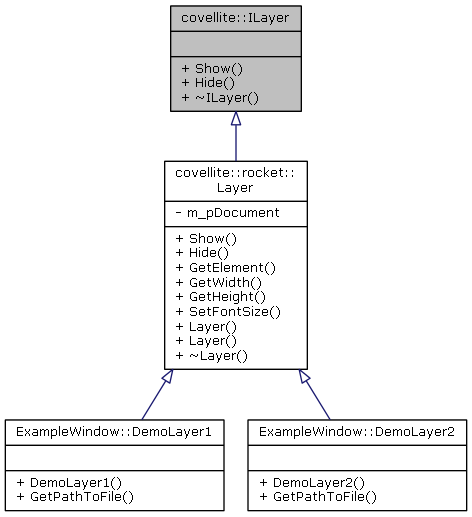 covellite::ILayer
+ Show()
+ Hide()
+ ~ILayer()
covellite::rocket::
Layer
- m_pDocument
+ Show()
+ Hide()
+ GetElement()
+ GetWidth()
+ GetHeight()
+ SetFontSize()
+ Layer()
+ Layer()
+ ~Layer()
ExampleWindow::DemoLayer1
+ DemoLayer1()
+ GetPathToFile()
ExampleWindow::DemoLayer2
+ DemoLayer2()
+ GetPathToFile()